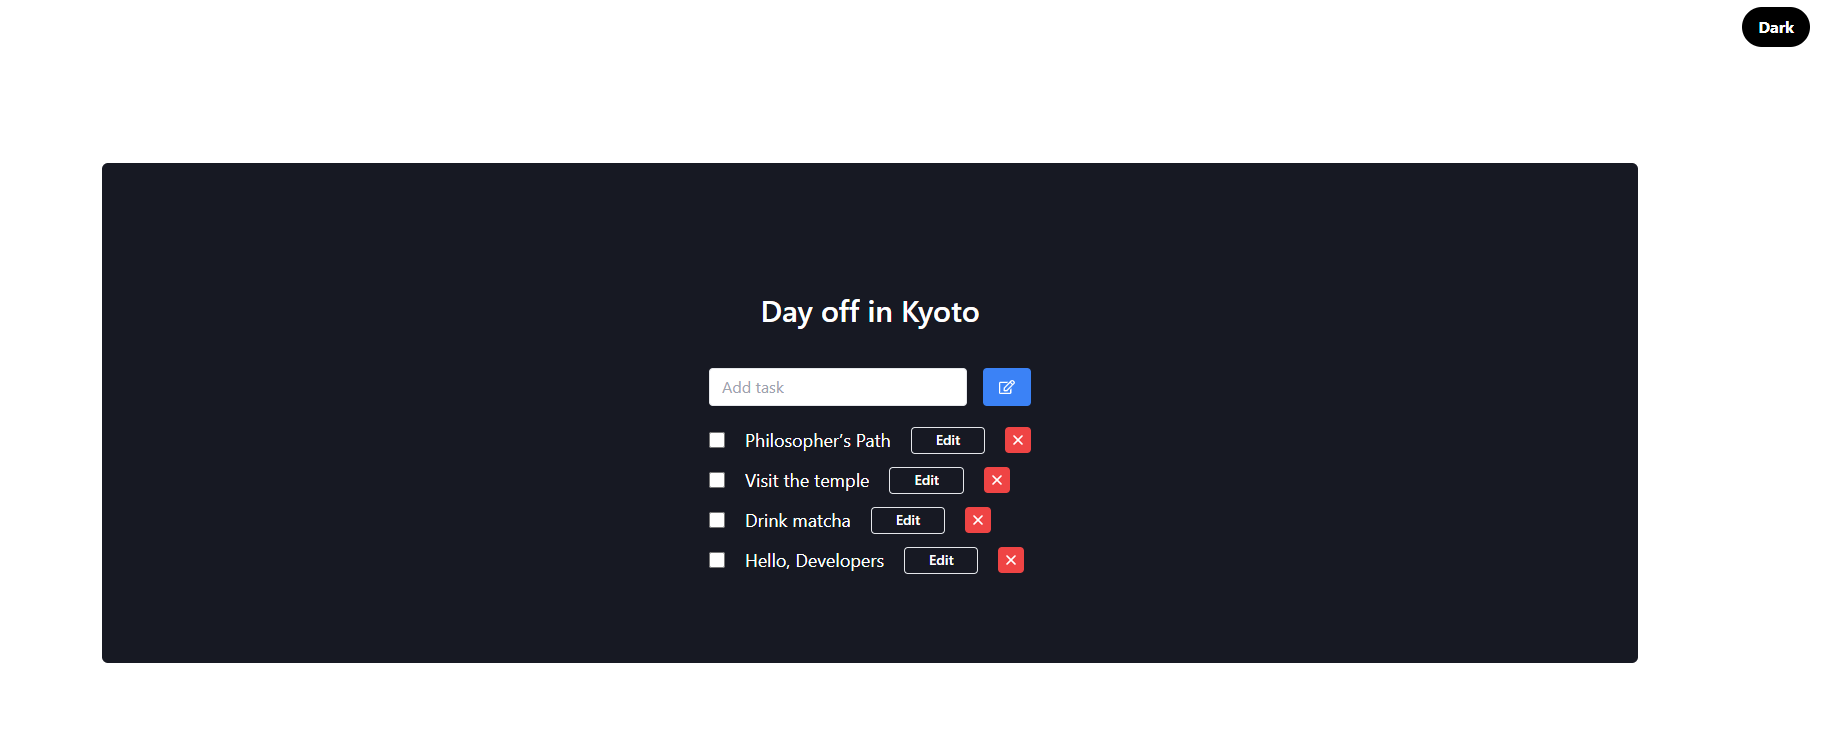 Dark
Day off in Kyoto
Add task
Philosopher’s Path Edit
Visit the temple Edit
Drink matcha Edit
Hello, Developers Edit